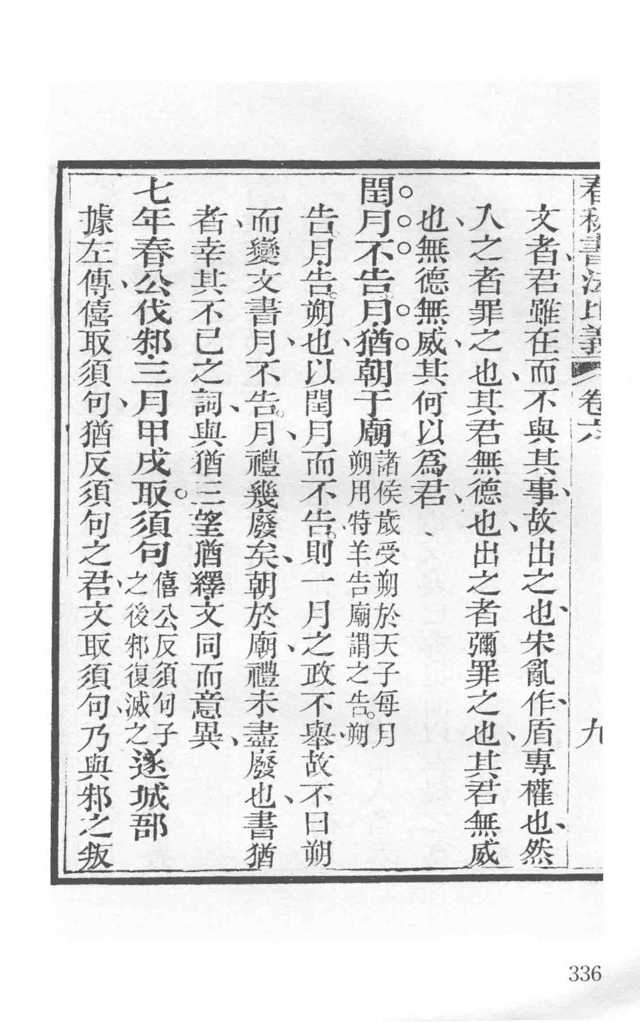 春秋書法比義 卷六 九
文者君雖在而不與其事故出之也宋亂作盾專權也然
入之者罪之也其君無德也出之者彌罪之也其君無威
也無德無威其何以為君
閏月不告月猶朝于廟諸侯歲受朔於天子每月朔用特羊告廟謂之告朔
告月告朔也以閏月而不告則一月之政不舉故不曰朔
而變文書月不告月禮幾廢矣朝於廟禮未盡廢也書猶
者幸其不已之詞與猶三望猶繹文同而意異
七年春公伐邾三月甲戌取須句僖公反須句子之後邾復滅之遂城郚
據左傳僖取須句猶反須句之君文取須句乃與邾之叛
336